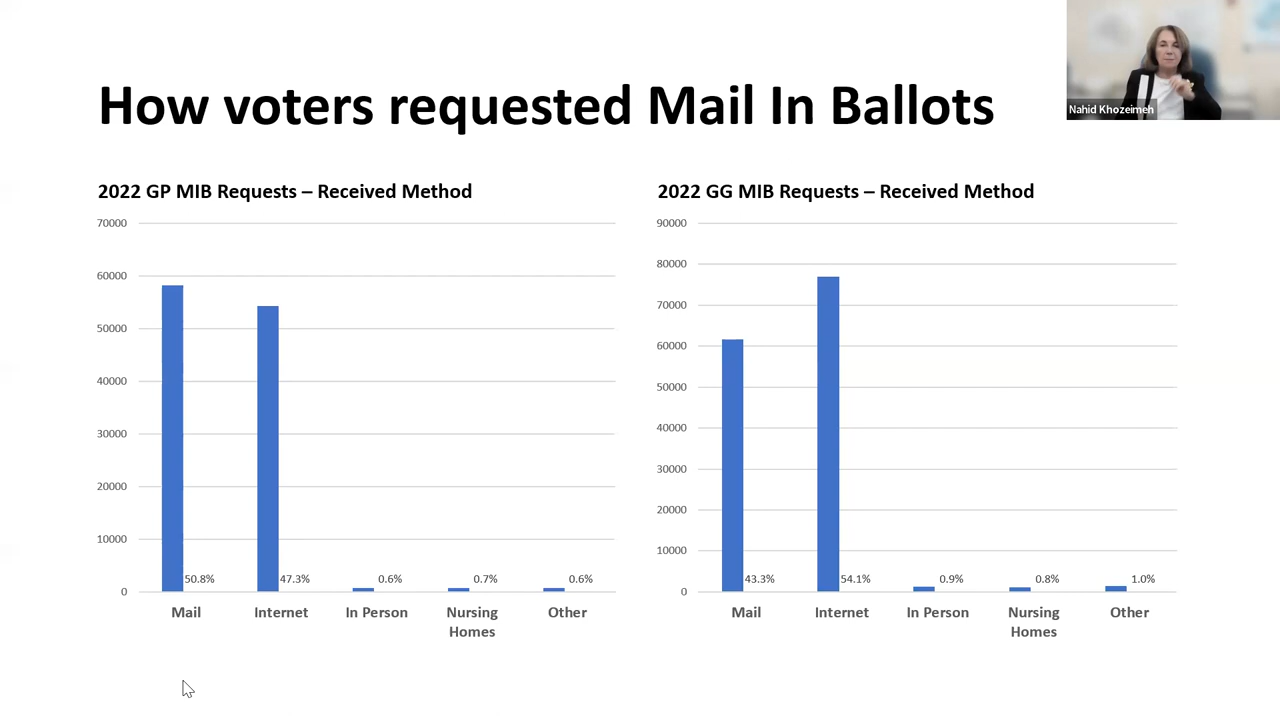 How voters requested Mail In Ballots
Nahid Khozeimeh
2022 GP MIB Requests – Received Method
70000
60000
50000
40000
30000
20000
10000
0
50.8%
47.3%
0.6%
0.7%
0.6%
Mail
Internet
In Person
Nursing
Homes
Other
2022 GG MIB Requests – Received Method
90000
80000
70000
60000
50000
40000
30000
20000
10000
0
43.3%
54.1%
0.9%
0.8%
1.0%
Mail
Internet
In Person
Nursing
Homes
Other